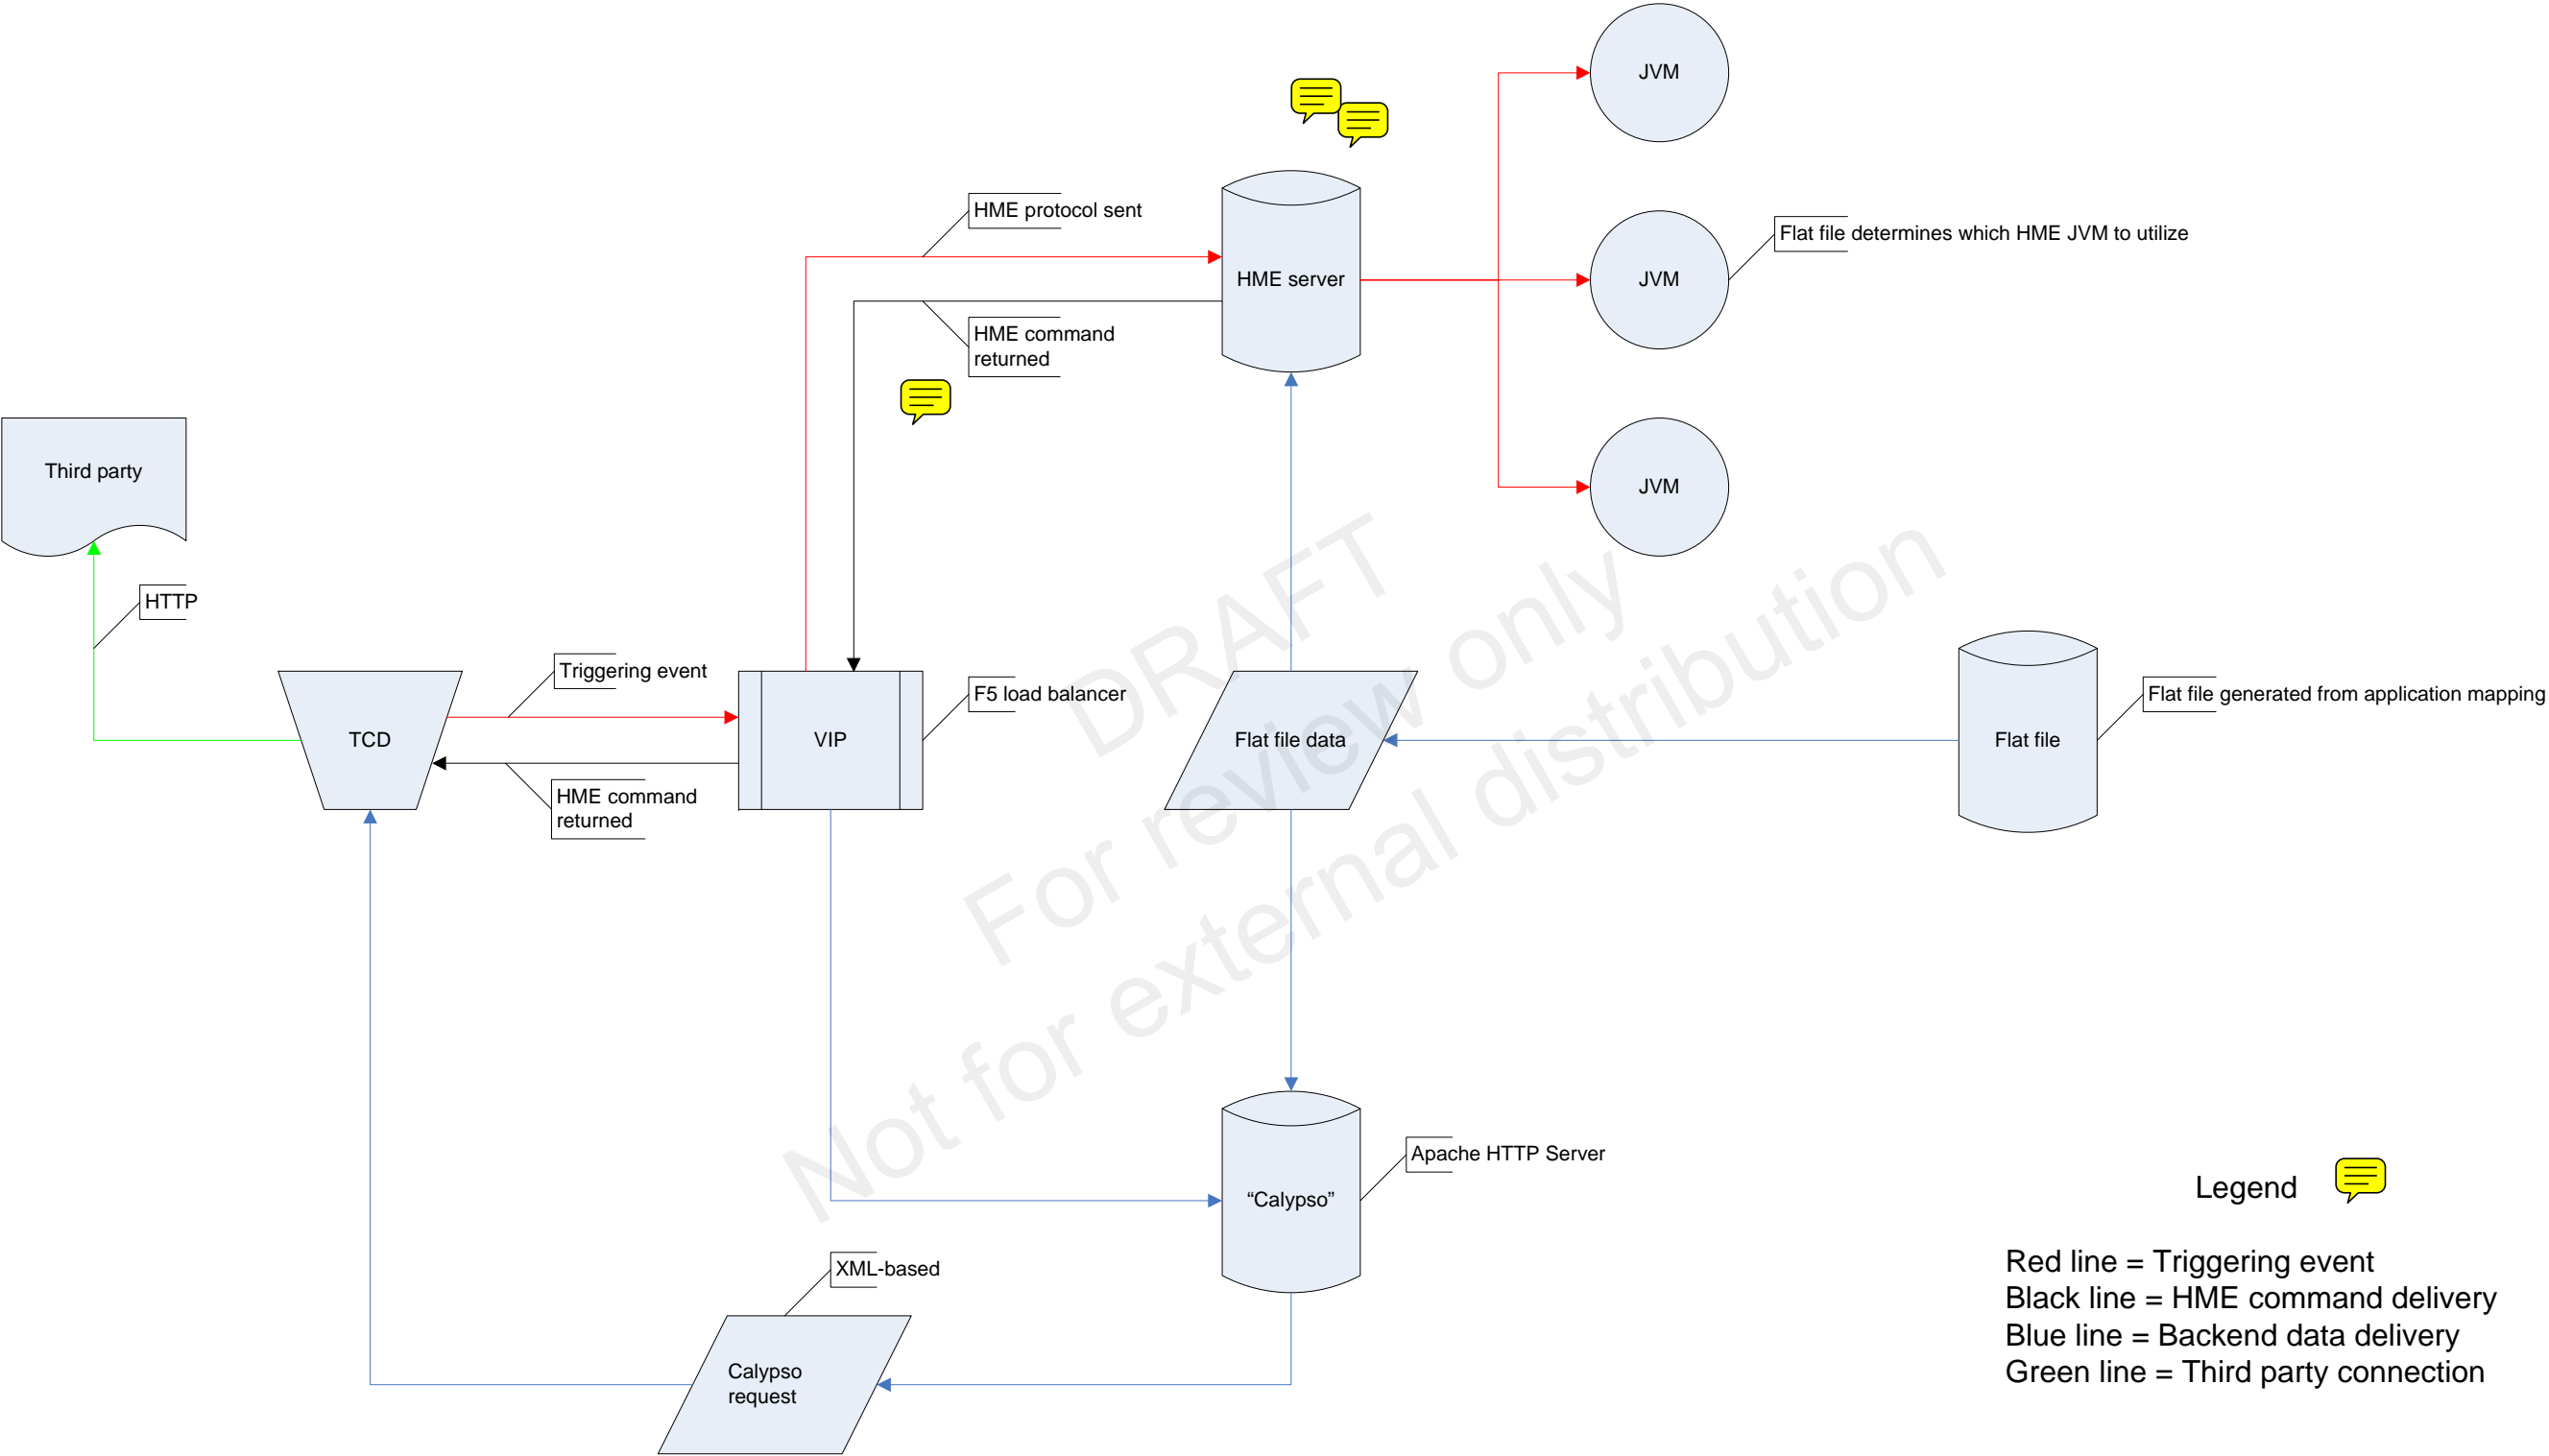 JVM
HME protocol sent
Flat file determines which HME JVM to utilize
HME server
JVM
HME command
returned
Third party
JVM
HTTP
Triggering event
F5 load balancer
Flat file generated from application mapping
TCD
VIP
Flat file data
Flat file
HME command
returned
DRAFT
For review only
Not for external distribution
Apache HTTP Server
“Calypso”
Legend
XML-based
Red line = Triggering event
Black line = HME command delivery
Blue line = Backend data delivery
Green line = Third party connection
Calypso
request